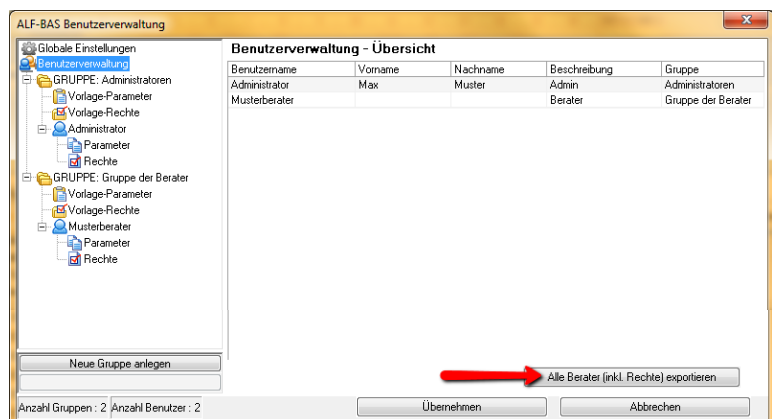 ALF-BAS Benutzerverwaltung
Globale Einstellungen
Benutzerverwaltung
GRUPPE: Administratoren
Vorlage-Parameter
Vorlage-Rechte
Administrator
Parameter
Rechte
GRUPPE: Gruppe der Berater
Vorlage-Parameter
Vorlage-Rechte
Musterberater
Parameter
Rechte
Neue Gruppe anlegen
Anzahl Gruppen : 2 Anzahl Benutzer : 2
Benutzerverwaltung - Übersicht
Benutzername Vorname Nachname Beschreibung Gruppe
Administrator Max Muster Admin Administratoren
Musterberater Berater Gruppe der Berater
Alle Berater (inkl. Rechte) exportieren
Übernehmen Abbrechen